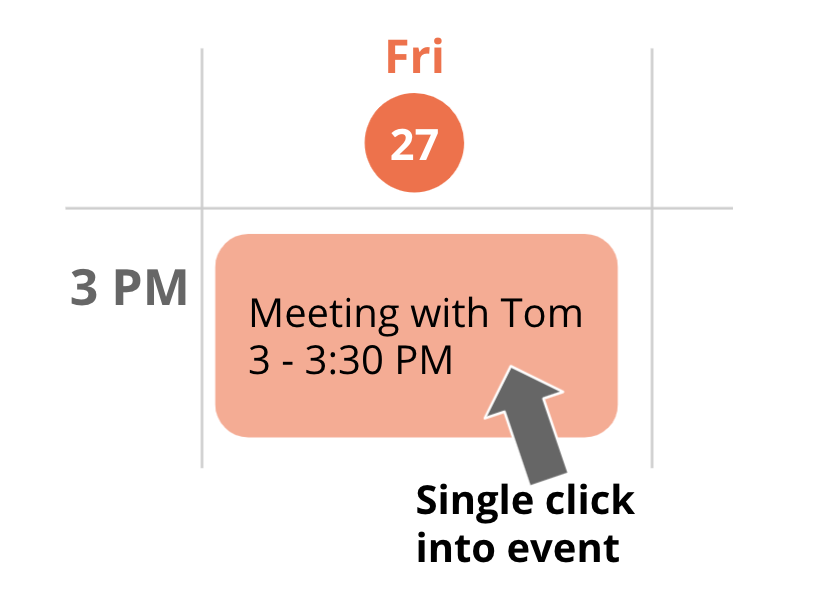 Fri
27
3 PM
Meeting with Tom
3 - 3:30 PM
Single click
into event